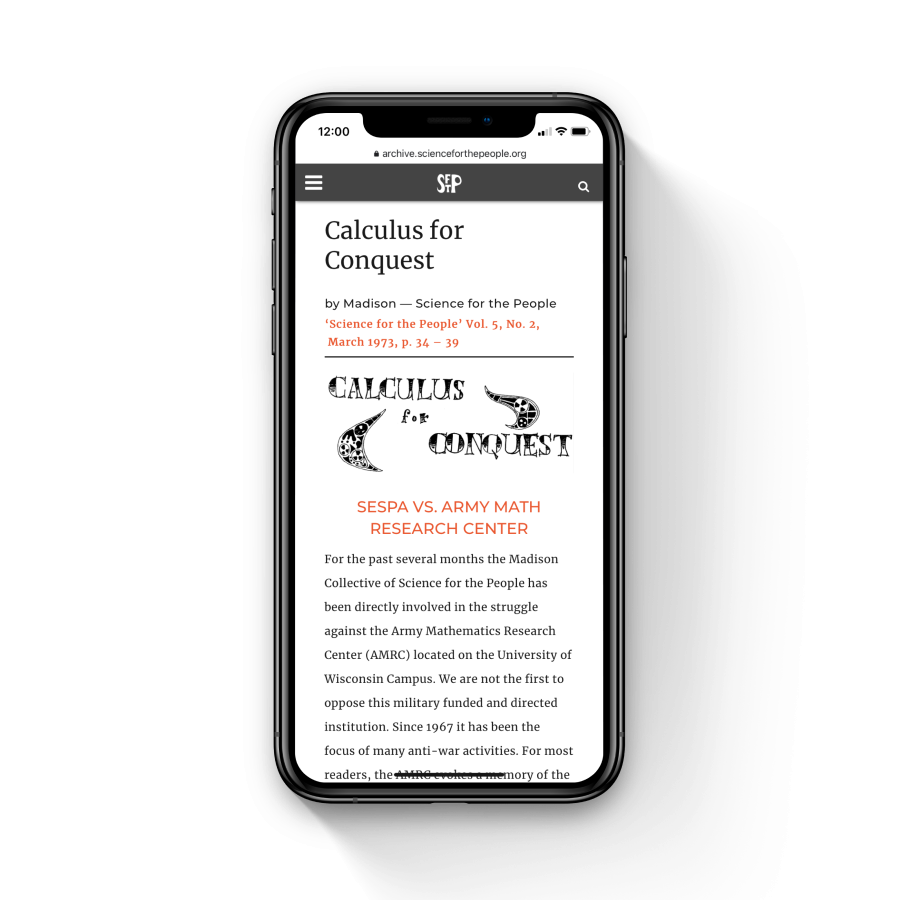 12:00
archive.scienceforthepeople.org
SEftP
Calculus for
Conquest
by Madison — Science for the People
‘Science for the People’ Vol. 5, No. 2,
March 1973, p. 34 – 39
CALCULUS
for
CONQUEST
SESPA VS. ARMY MATH
RESEARCH CENTER
For the past several months the Madison
Collective of Science for the People has
been directly involved in the struggle
against the Army Mathematics Research
Center (AMRC) located on the University of
Wisconsin Campus. We are not the first to
oppose this military funded and directed
institution. Since 1967 it has been the
focus of many anti-war activities. For most
readers, the AMRC evokes a memory of the